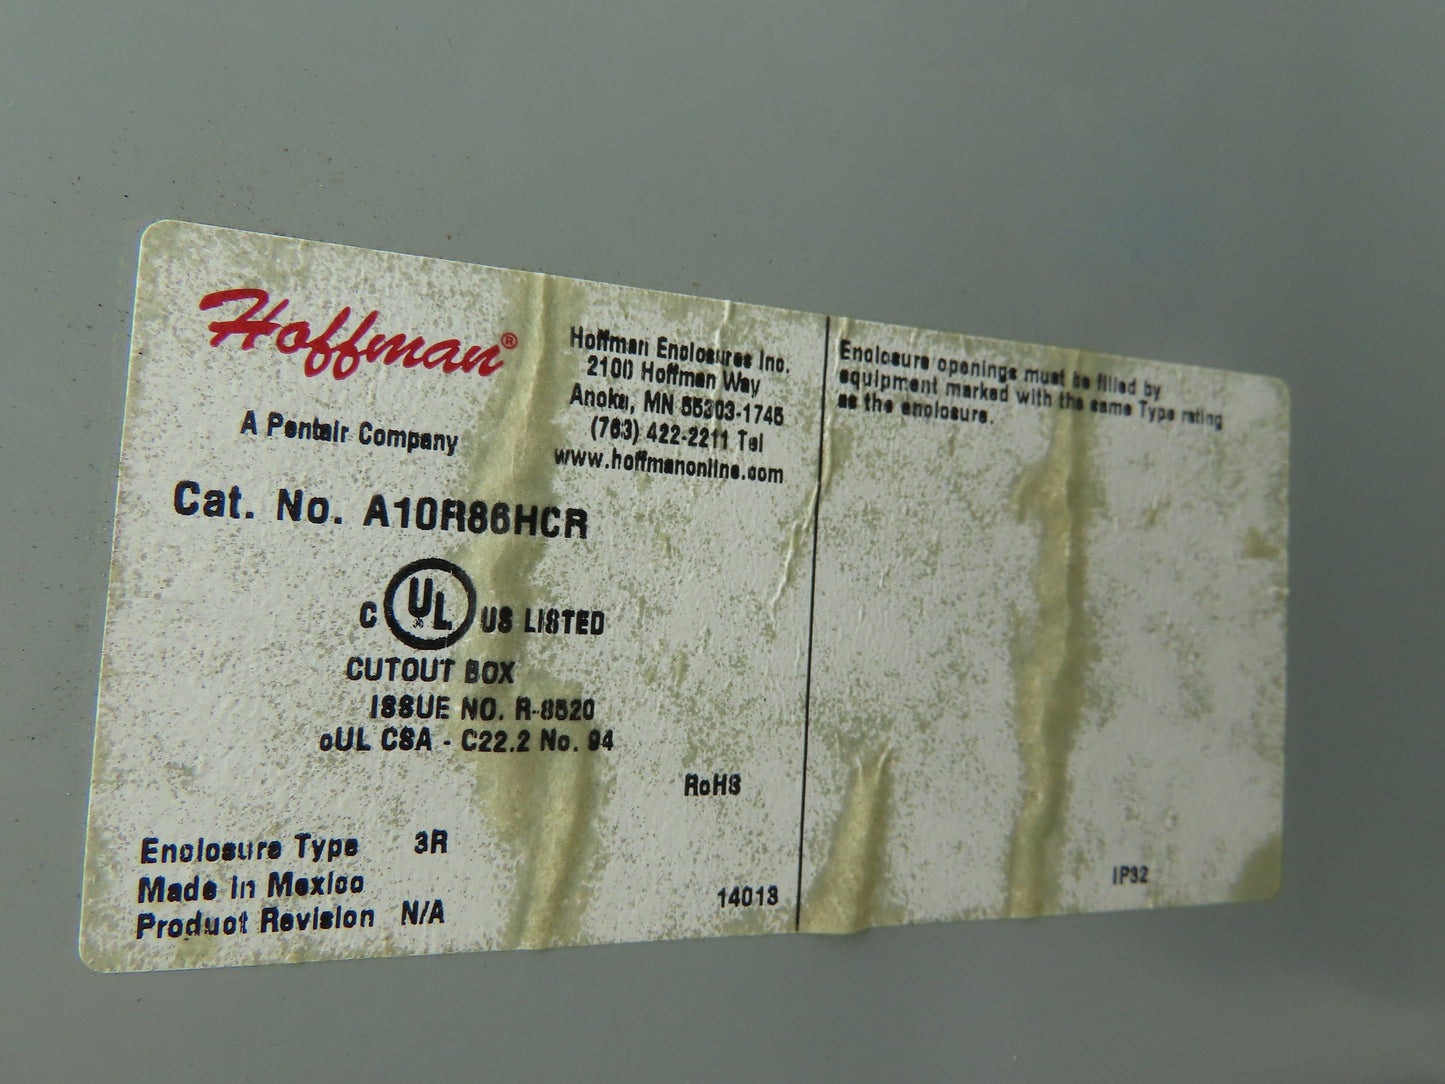 Hoffman®
A Pentair Company
Hoffman Enclosures Inc.
2100 Hoffman Way
Anoka, MN 55303-1745
(763) 422-2211 Tel
www.hoffmanonline.com
Enclosure openings must be filled by
equipment marked with the same Type rating
as the enclosure.
Cat. No. A10R86HCR
C UL US LISTED
CUTOUT BOX
ISSUE NO. R-8520
cUL CSA - C22.2 No. 94
RoHS
Enclosure Type 3R
Made in Mexico
Product Revision N/A
14013
IP32